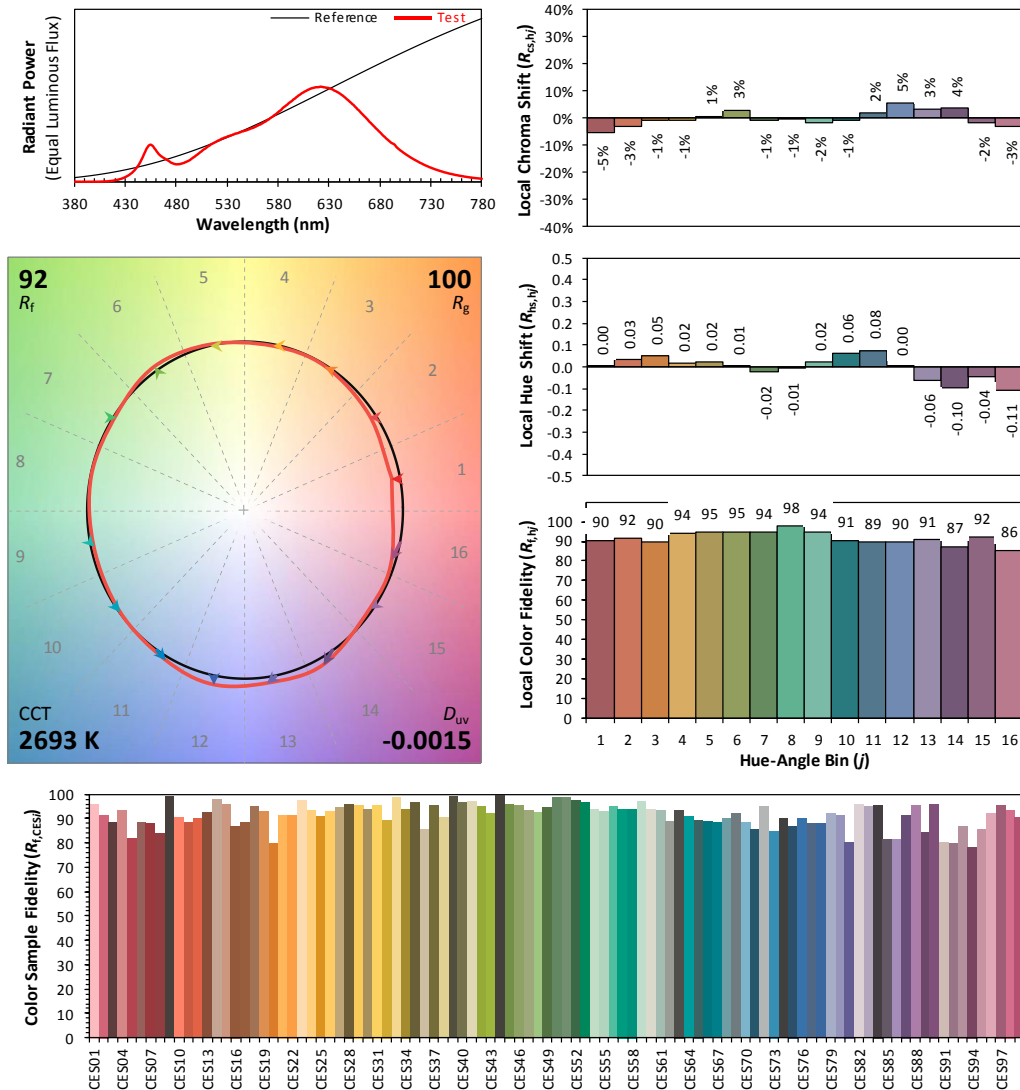 Reference
Test
Radiant Power
(Equal Luminous Flux)
380 430 480 530 580 630 680 730 780
Wavelength (nm)
Local Chroma Shift (Rcs,hj)
40%
30%
20%
10%
0%
-10%
-20%
-30%
-40%
-5% -3% -1% -1% 1% 3% -1% -1% -2% -1% 2% 5% 3% 4% -2% -3%
92
Rf
100
Rg
5 4
6 3
7 2
8 1
9 16
10 15
11 14
12 13
CCT
2693 K
Duv
-0.0015
Local Hue Shift (Rhs,hj)
0.5
0.4
0.3
0.2
0.1
0.0
-0.1
-0.2
-0.3
-0.4
-0.5
0.00 0.03 0.05 0.02 0.02 0.01 -0.02 -0.01 0.02 0.06 0.08 0.00 -0.06 -0.10 -0.04 -0.11
Local Color Fidelity (Rf,hj)
100
90
80
70
60
50
40
30
20
10
0
90 92 90 94 95 95 94 98 94 91 89 90 91 87 92 86
1 2 3 4 5 6 7 8 9 10 11 12 13 14 15 16
Hue-Angle Bin (j)
Color Sample Fidelity (Rf,CESi)
100
90
80
70
60
50
40
30
20
10
0
CES01 CES04 CES07 CES10 CES13 CES16 CES19 CES22 CES25 CES28 CES31 CES34 CES37 CES40 CES43 CES46 CES49 CES52 CES55 CES58 CES61 CES64 CES67 CES70 CES73 CES76 CES79 CES82 CES85 CES88 CES91 CES94 CES97